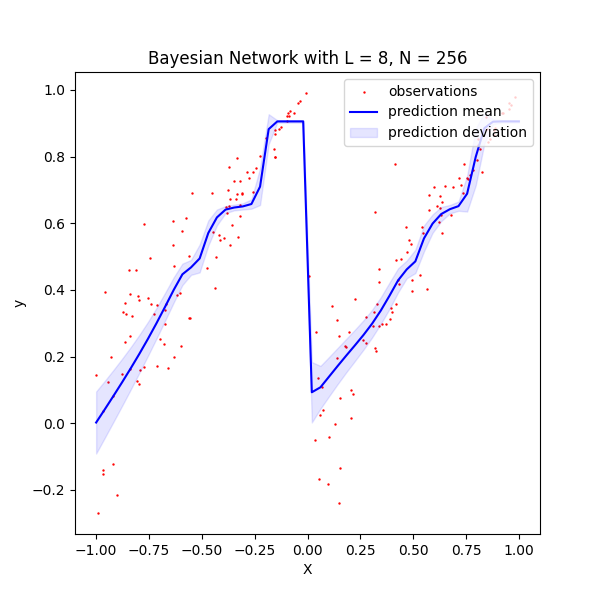 Bayesian Network with L = 8, N = 256
observations
prediction mean
prediction deviation
1.0
0.8
0.6
0.4
0.2
0.0
−0.2
y
−1.00 −0.75 −0.50 −0.25 0.00 0.25 0.50 0.75 1.00
X